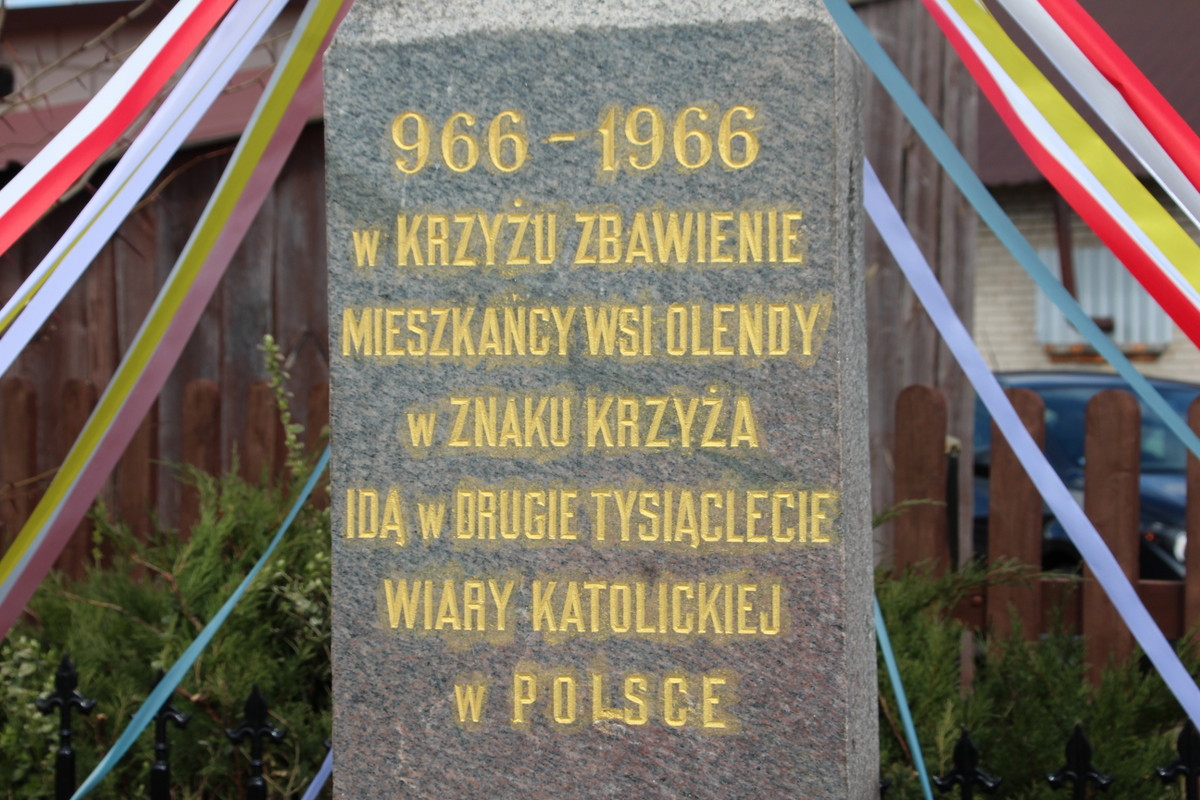 966 - 1966
w KRZYŻU ZBAWIENIE
MIESZKAŃCY WSI OLENDY
w ZNAKU KRZYŻA
IDĄ w DRUGIE TYSIĄCLECIE
WIARY KATOLICKIEJ
w POLSCE